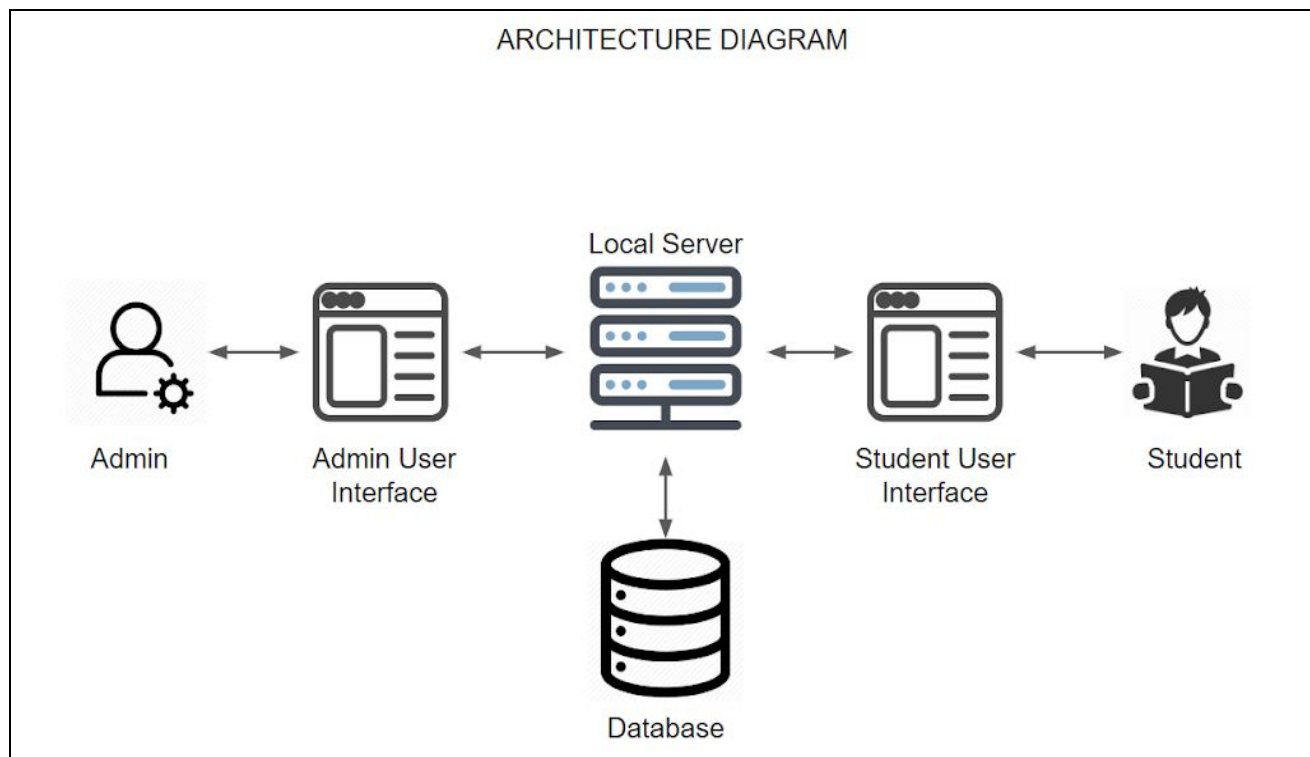 ARCHITECTURE DIAGRAM
Local Server
Admin
Admin User
Interface
Student User
Interface
Student
Database